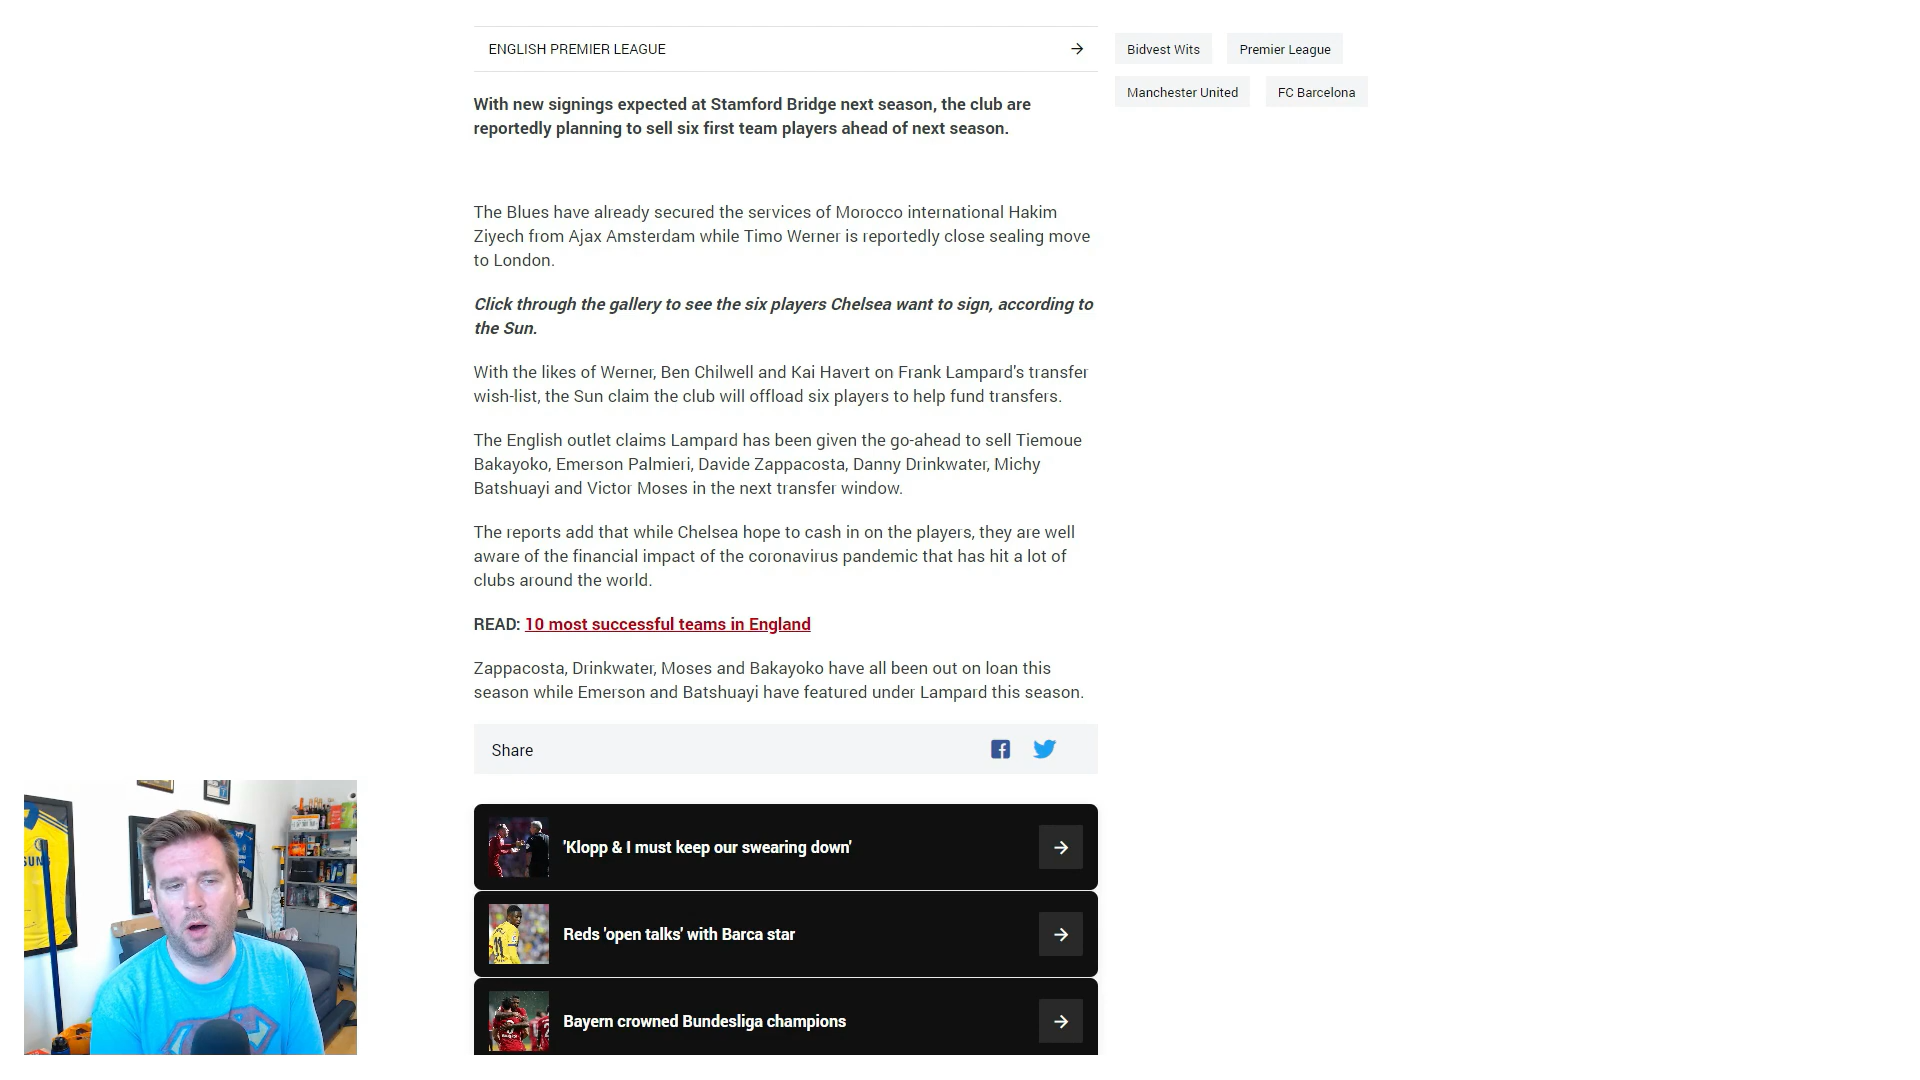 ENGLISH PREMIER LEAGUE
Bidvest Wits
Premier League
Manchester United
FC Barcelona
With new signings expected at Stamford Bridge next season, the club are
reportedly planning to sell six first team players ahead of next season.
The Blues have already secured the services of Morocco international Hakim
Ziyech from Ajax Amsterdam while Timo Werner is reportedly close sealing move
to London.
Click through the gallery to see the six players Chelsea want to sign, according to
the Sun.
With the likes of Werner, Ben Chilwell and Kai Havert on Frank Lampard's transfer
wish-list, the Sun claim the club will offload six players to help fund transfers.
The English outlet claims Lampard has been given the go-ahead to sell Tiemoue
Bakayoko, Emerson Palmieri, Davide Zappacosta, Danny Drinkwater, Michy
Batshuayi and Victor Moses in the next transfer window.
The reports add that while Chelsea hope to cash in on the players, they are well
aware of the financial impact of the coronavirus pandemic that has hit a lot of
clubs around the world.
READ: 10 most successful teams in England
Zappacosta, Drinkwater, Moses and Bakayoko have all been out on loan this
season while Emerson and Batshuayi have featured under Lampard this season.
Share
'Klopp & I must keep our swearing down'
Reds 'open talks' with Barca star
Bayern crowned Bundesliga champions